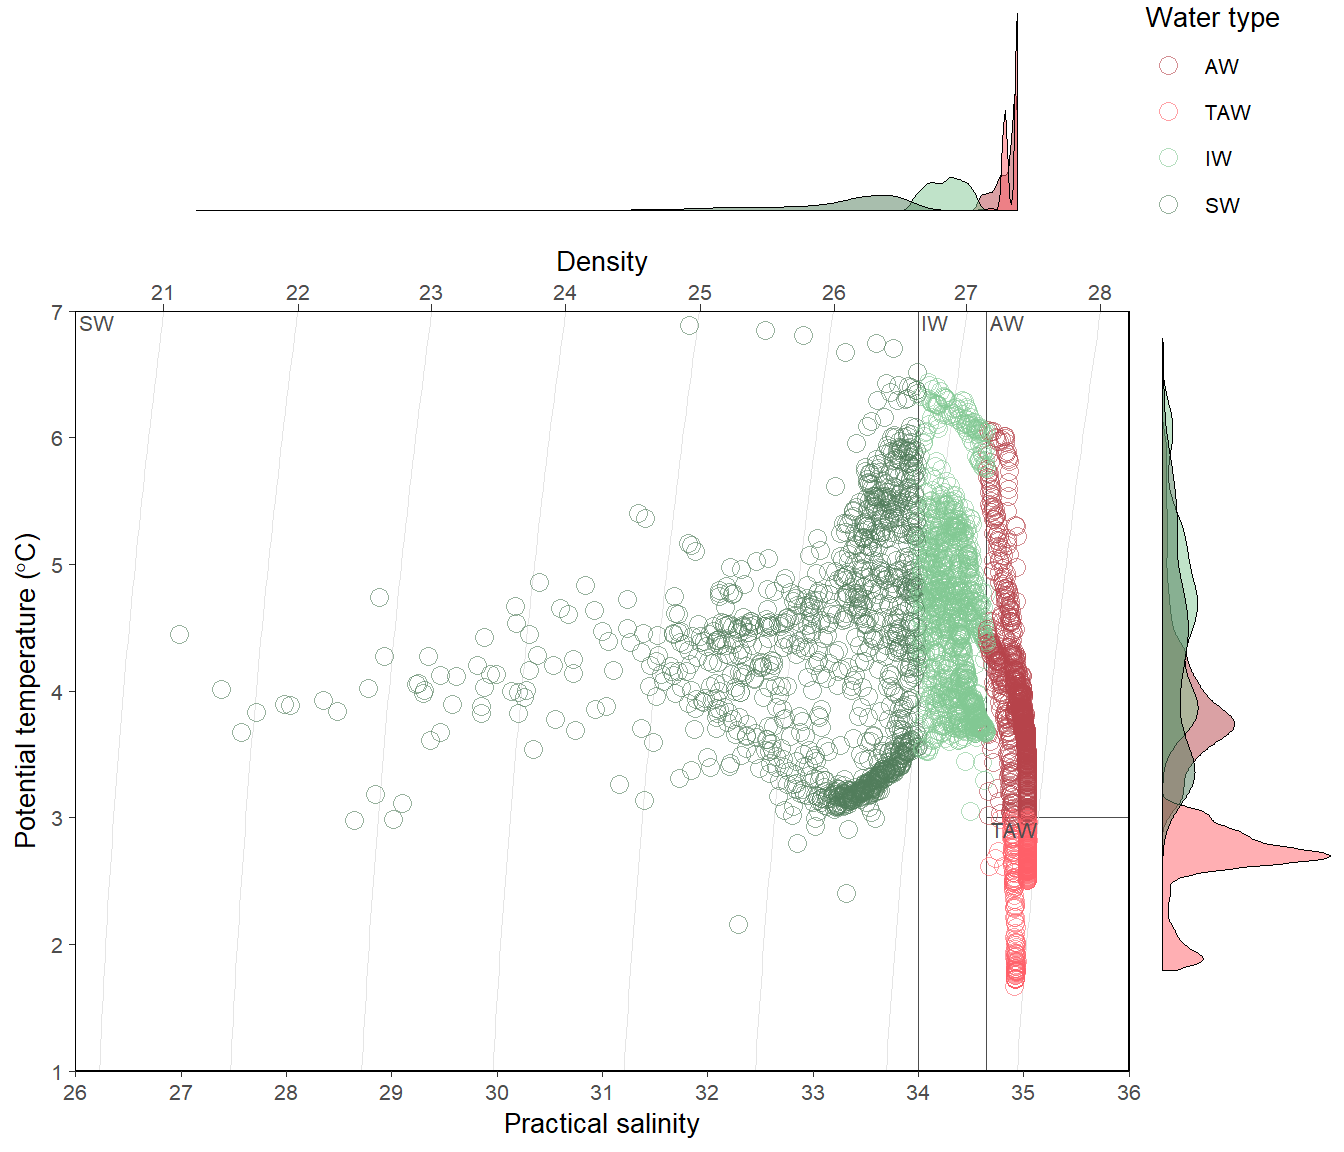 Water type
AW
TAW
IW
SW
Density
21 22 23 24 25 26 27 28
SW IW AW
7
6
5
4
3
2
1
TAW
Potential temperature (°C)
26 27 28 29 30 31 32 33 34 35 36
Practical salinity